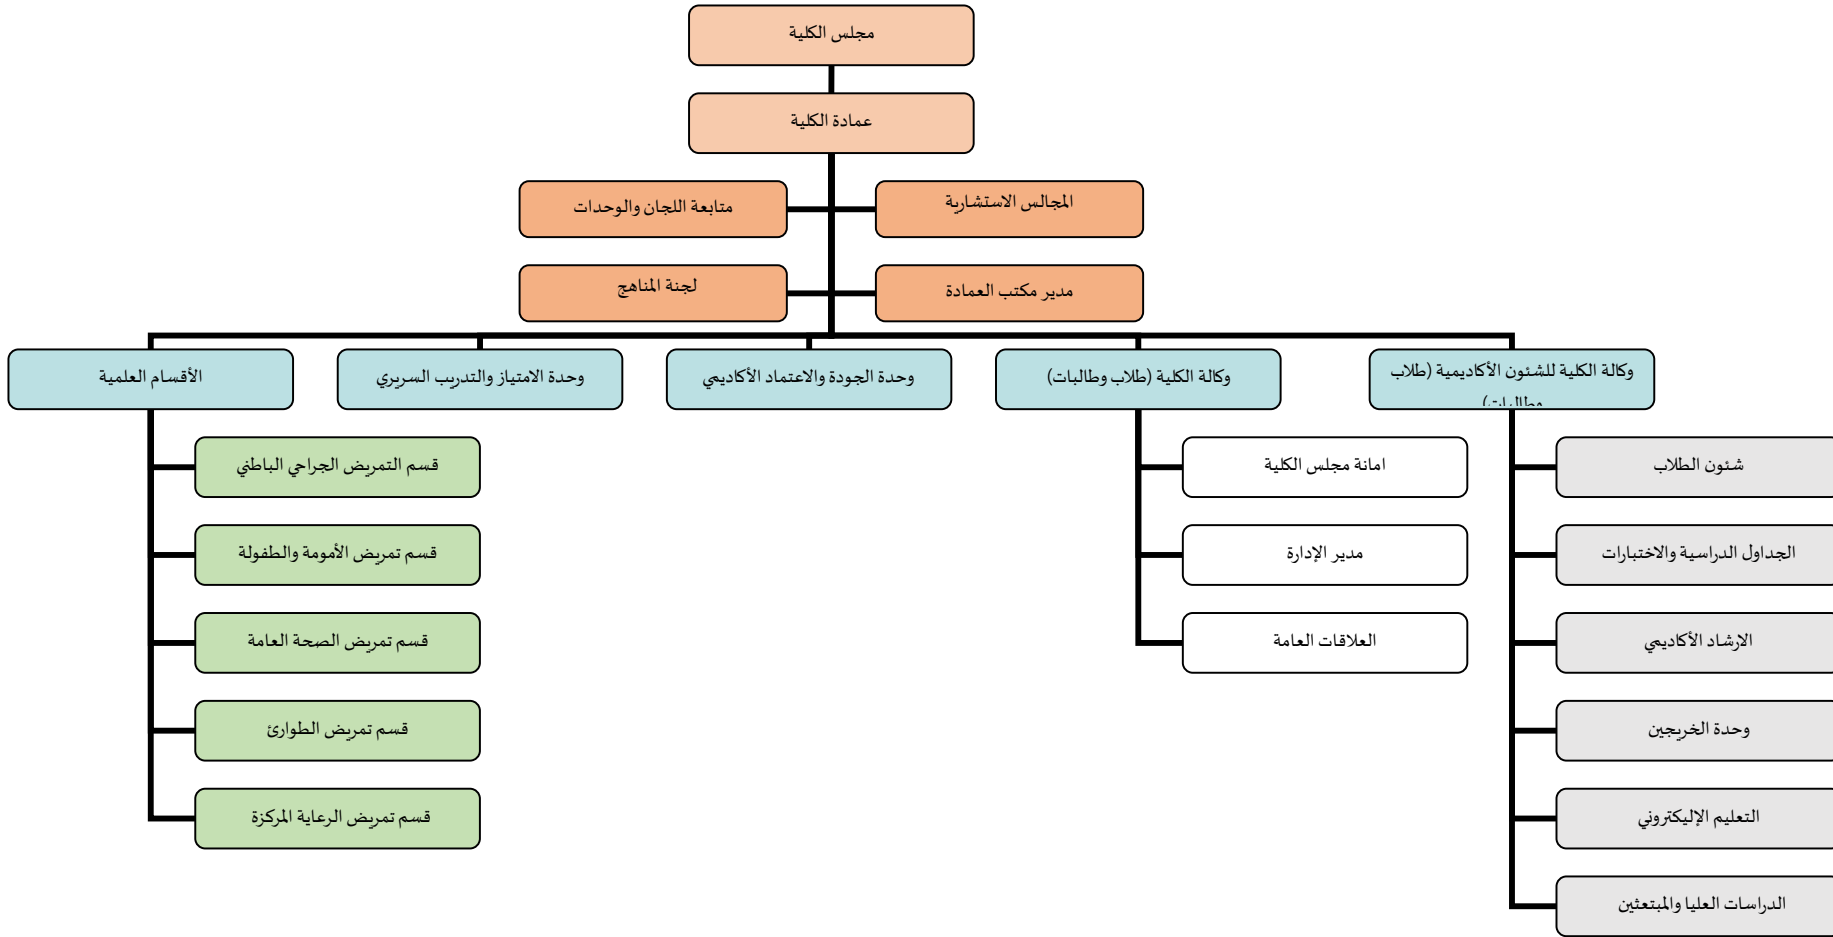 مجلس الكلية
عمادة الكلية
المجالس الاستشارية
متابعة اللجان والوحدات
مدير مكتب العمادة
لجنة المناهج
وكالة الكلية للشئون الأكاديمية (طلاب
وطالبات)
وكالة الكلية (طلاب وطالبات)
وحدة الجودة والاعتماد الأكاديمي
وحدة الامتياز والتدريب السريري
الأقسام العلمية
شئون الطلاب
الجداول الدراسية والاختبارات
الارشاد الأكاديمي
وحدة الخريجين
التعليم الإليكتروني
الدراسات العليا والمبتعثين
امانة مجلس الكلية
مدير الإدارة
العلاقات العامة
قسم التمريض الجراحي الباطني
قسم تمريض الأمومة والطفولة
قسم تمريض الصحة العامة
قسم تمريض الطوارئ
قسم تمريض الرعاية المركزة